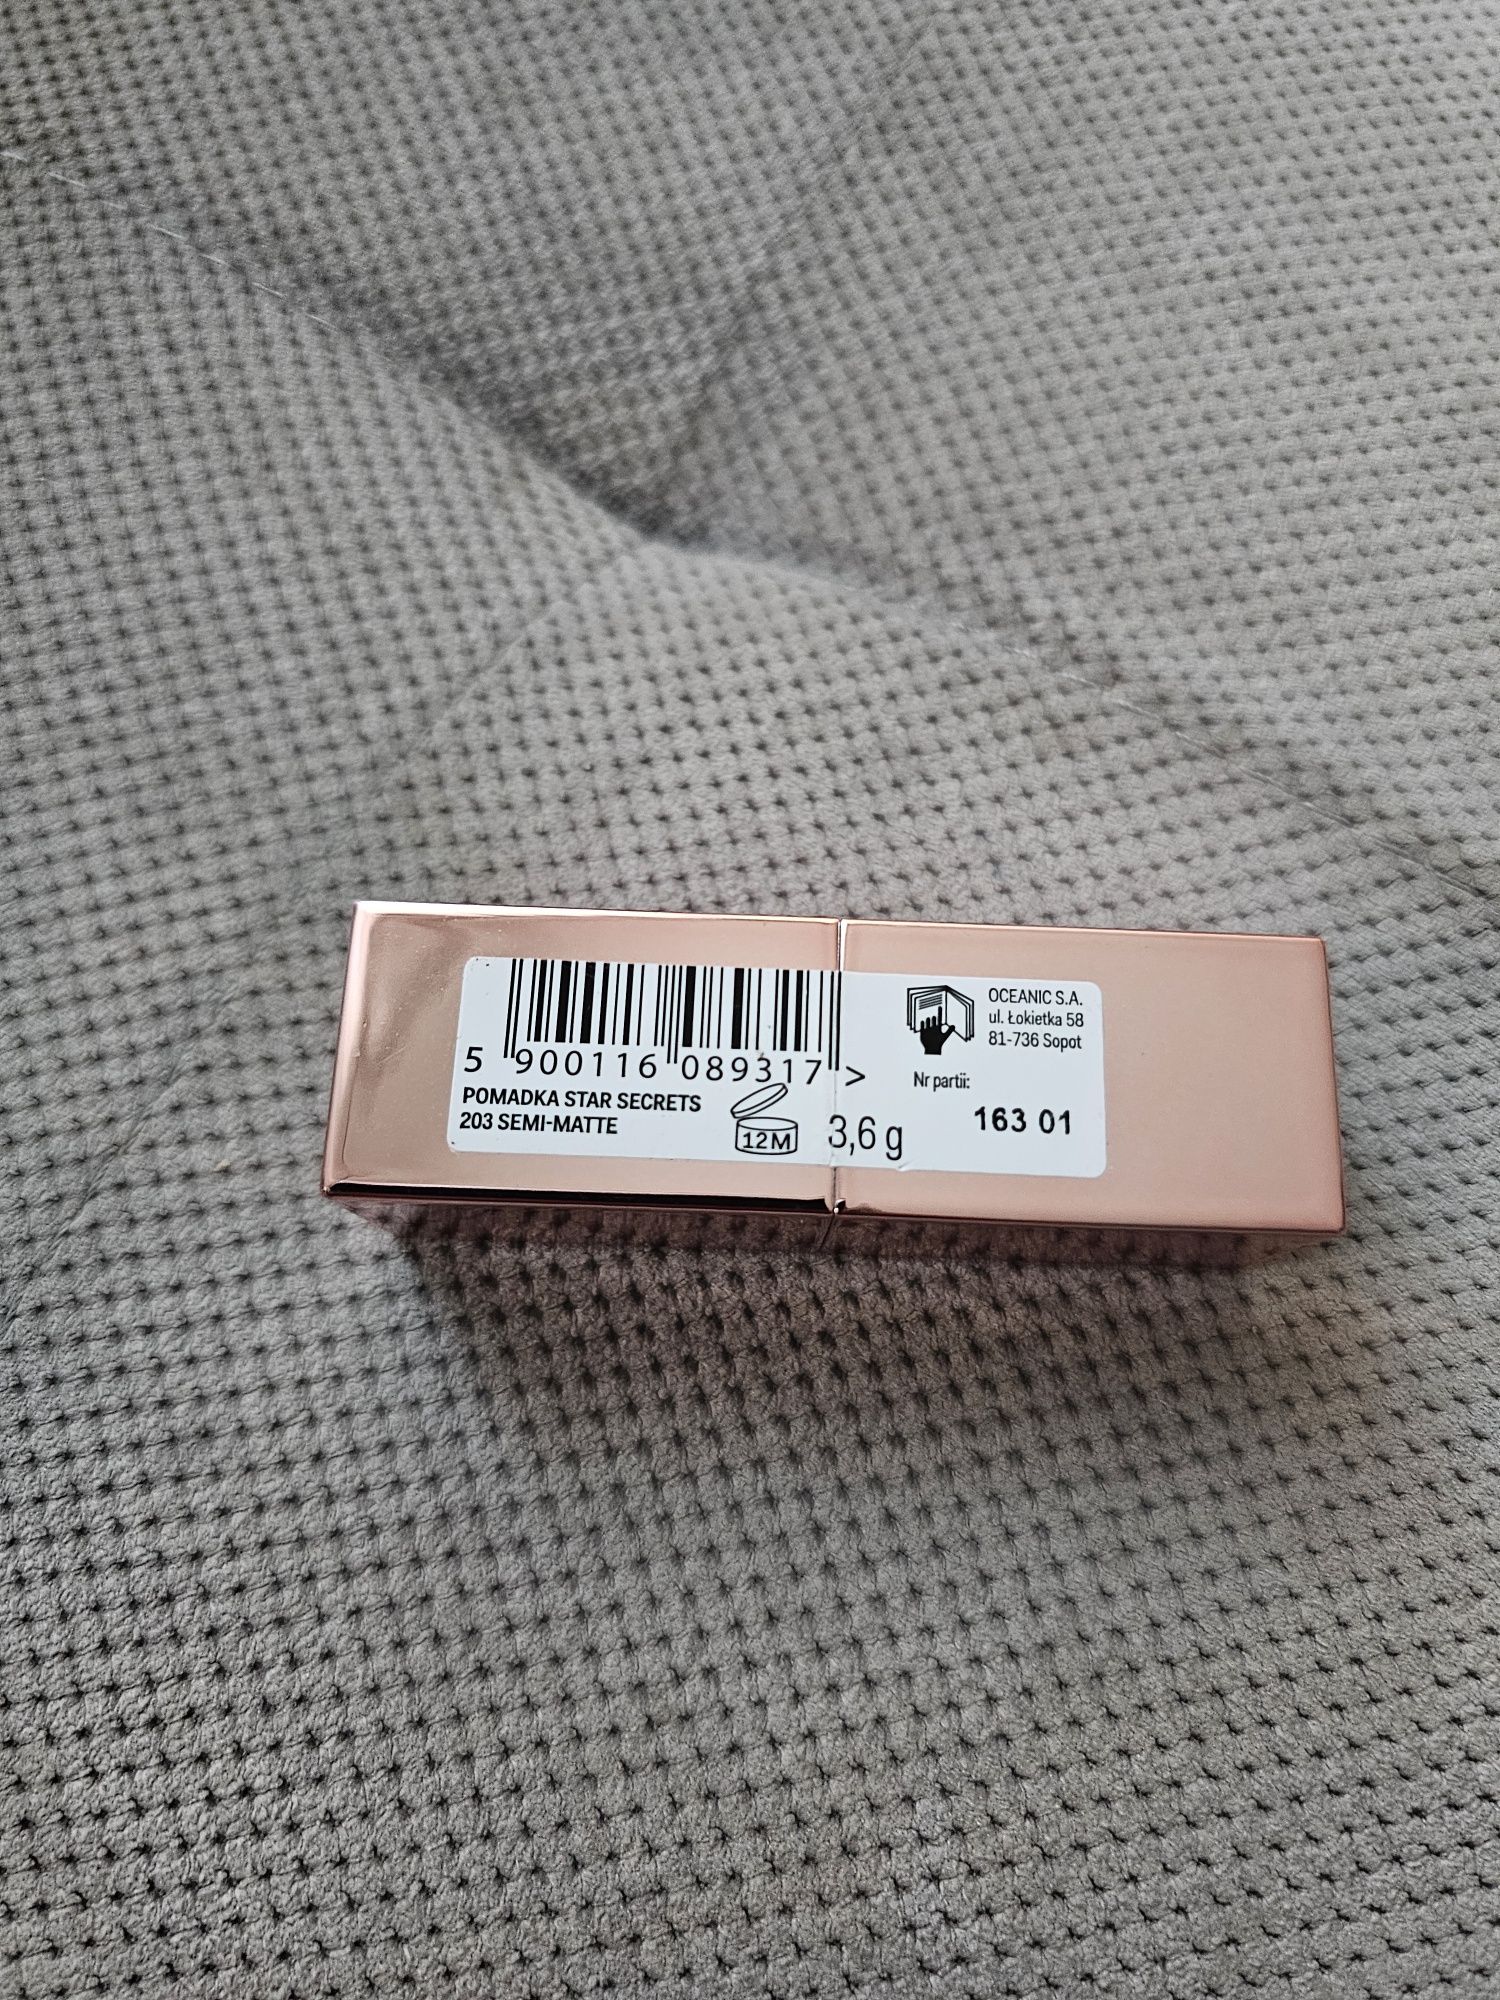 5 900116 089317 >
POMADKA STAR SECRETS
203 SEMI-MATTE
12M
3,6 g
OCEANIC S.A.
ul. Łokietka 58
81-736 Sopot
Nr partii:
163 01